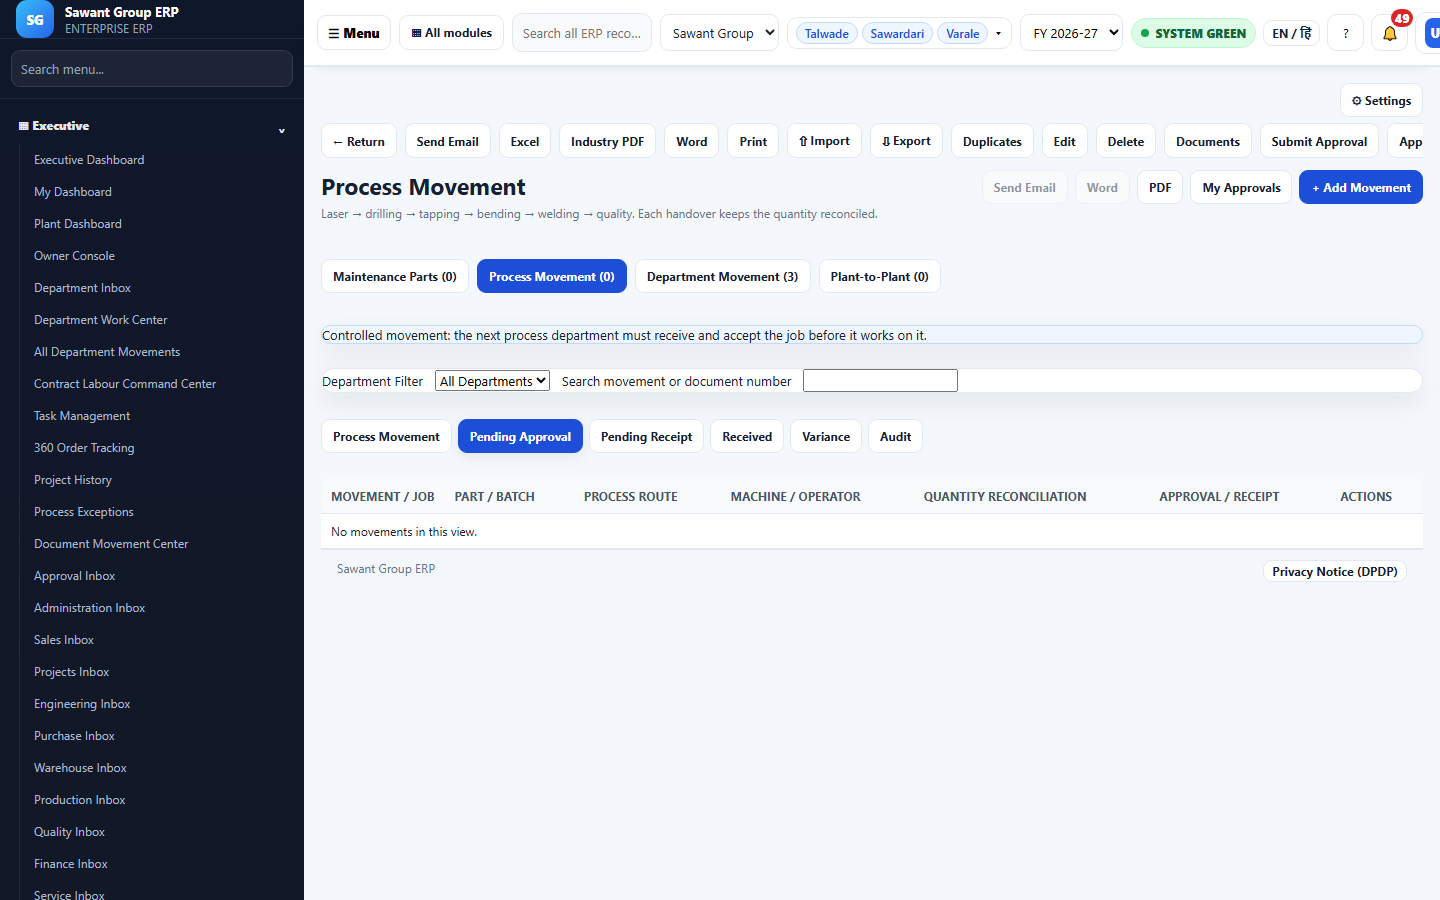 SG
Sawant Group ERP
ENTERPRISE ERP
Search menu...
Executive
Executive Dashboard
My Dashboard
Plant Dashboard
Owner Console
Department Inbox
Department Work Center
All Department Movements
Contract Labour Command Center
Task Management
360 Order Tracking
Project History
Process Exceptions
Document Movement Center
Approval Inbox
Administration Inbox
Sales Inbox
Projects Inbox
Engineering Inbox
Purchase Inbox
Warehouse Inbox
Production Inbox
Quality Inbox
Finance Inbox
Service Inbox
☰ Menu
All modules
Search all ERP reco...
Sawant Group
Talwade
Sawardari
Varale
FY 2026-27
SYSTEM GREEN
EN / हिं
?
49
U
⚙ Settings
← Return
Send Email
Excel
Industry PDF
Word
Print
⇧ Import
⇩ Export
Duplicates
Edit
Delete
Documents
Submit Approval
App
Process Movement
Send Email
Word
PDF
My Approvals
+ Add Movement
Laser → drilling → tapping → bending → welding → quality. Each handover keeps the quantity reconciled.
Maintenance Parts (0)
Process Movement (0)
Department Movement (3)
Plant-to-Plant (0)
Controlled movement: the next process department must receive and accept the job before it works on it.
Department Filter
All Departments
Search movement or document number
Process Movement
Pending Approval
Pending Receipt
Received
Variance
Audit
MOVEMENT / JOB
PART / BATCH
PROCESS ROUTE
MACHINE / OPERATOR
QUANTITY RECONCILIATION
APPROVAL / RECEIPT
ACTIONS
No movements in this view.
Sawant Group ERP
Privacy Notice (DPDP)